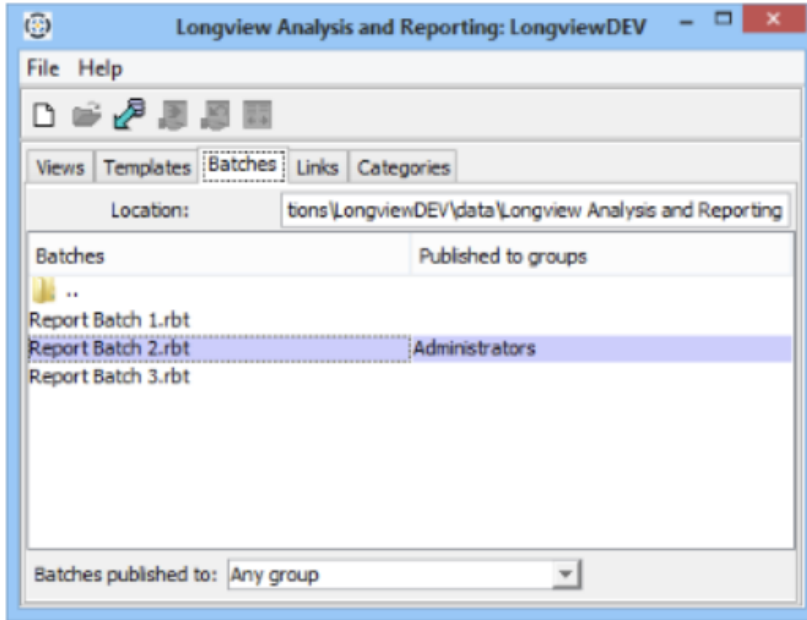 Longview Analysis and Reporting: LongviewDEV
File Help
Views Templates Batches Links Categories
Location: tions\LongviewDEV\data\Longview Analysis and Reporting
Batches Published to groups
..
Report Batch 1.rbt
Report Batch 2.rbt Administrators
Report Batch 3.rbt
Batches published to: Any group